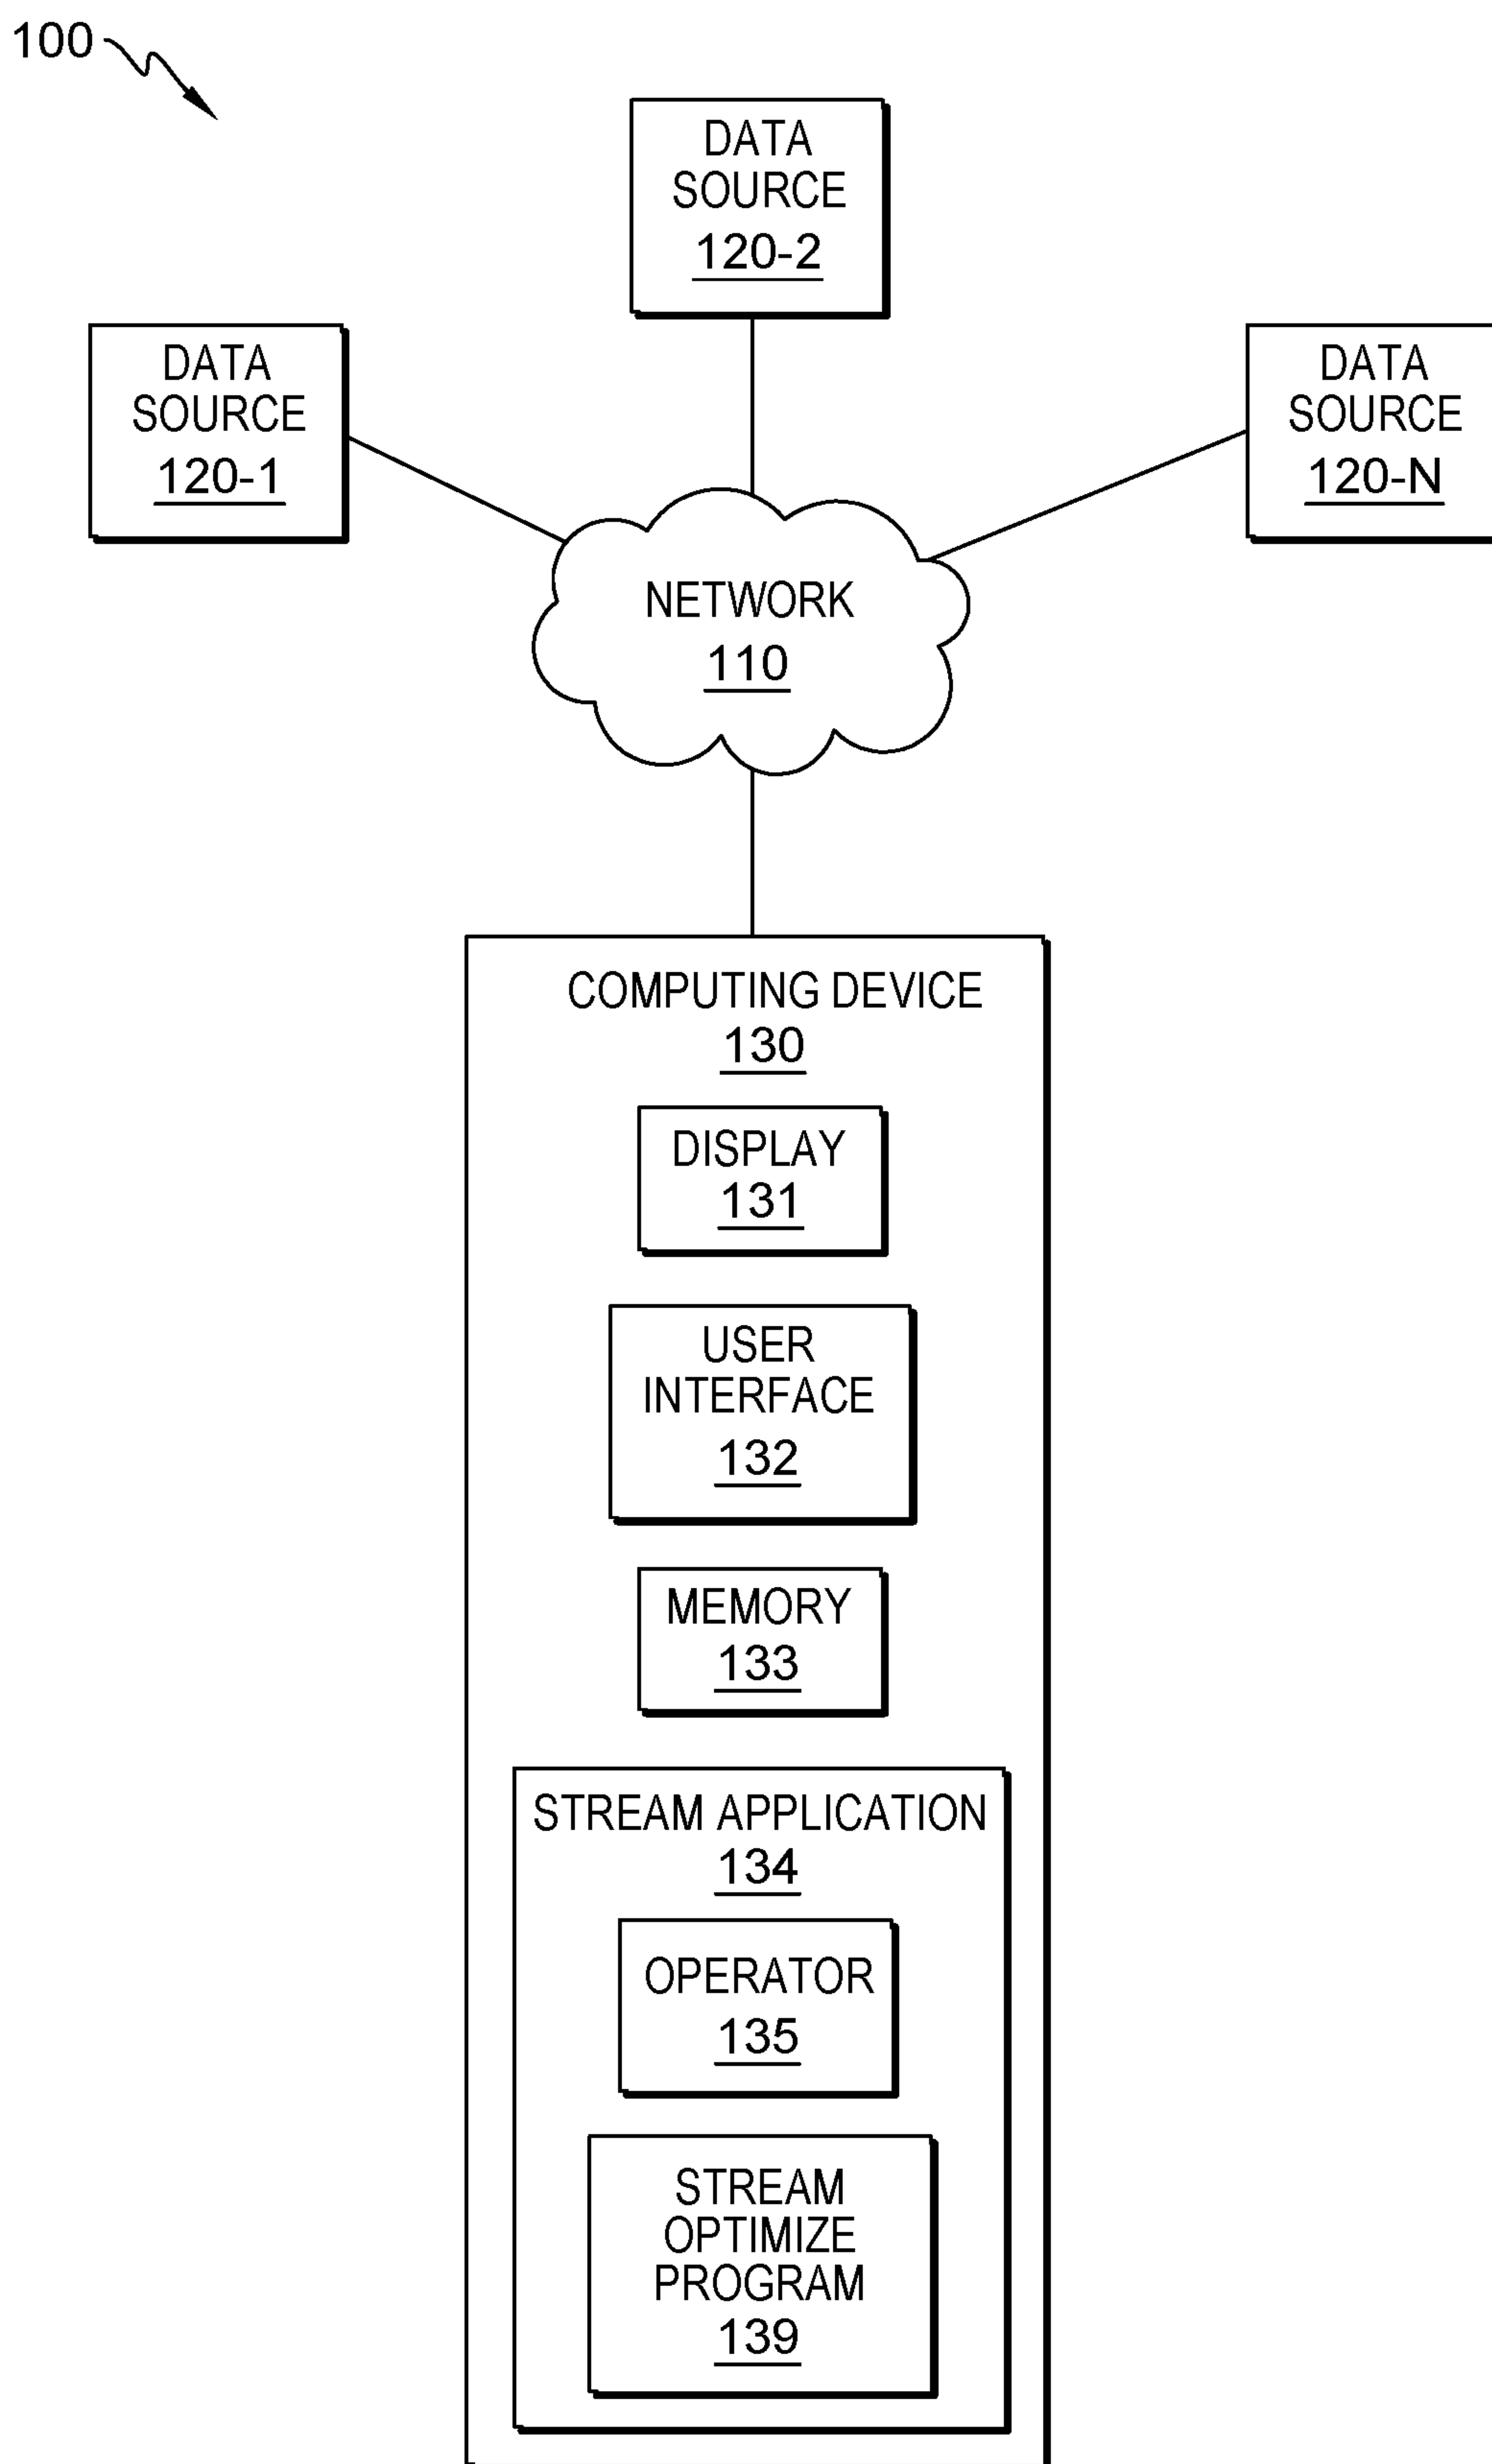 100
DATA
SOURCE
120-2
DATA
SOURCE
120-1
DATA
SOURCE
120-N
NETWORK
110
COMPUTING DEVICE
130
DISPLAY
131
USER
INTERFACE
132
MEMORY
133
STREAM APPLICATION
134
OPERATOR
135
STREAM
OPTIMIZE
PROGRAM
139